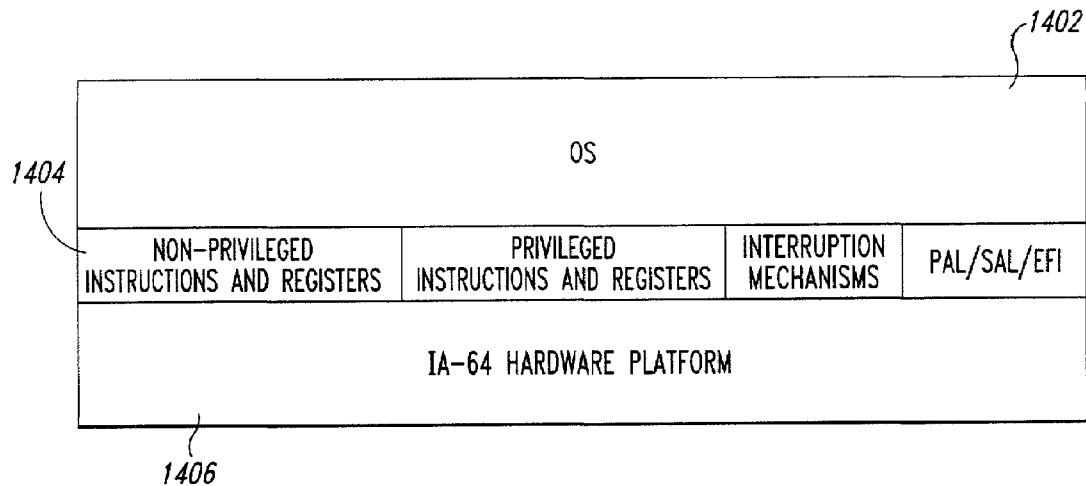 1402
OS
1404
NON-PRIVILEGED
INSTRUCTIONS AND REGISTERS
PRIVILEGED
INSTRUCTIONS AND REGISTERS
INTERRUPTION
MECHANISMS
PAL/SAL/EFI
IA-64 HARDWARE PLATFORM
1406